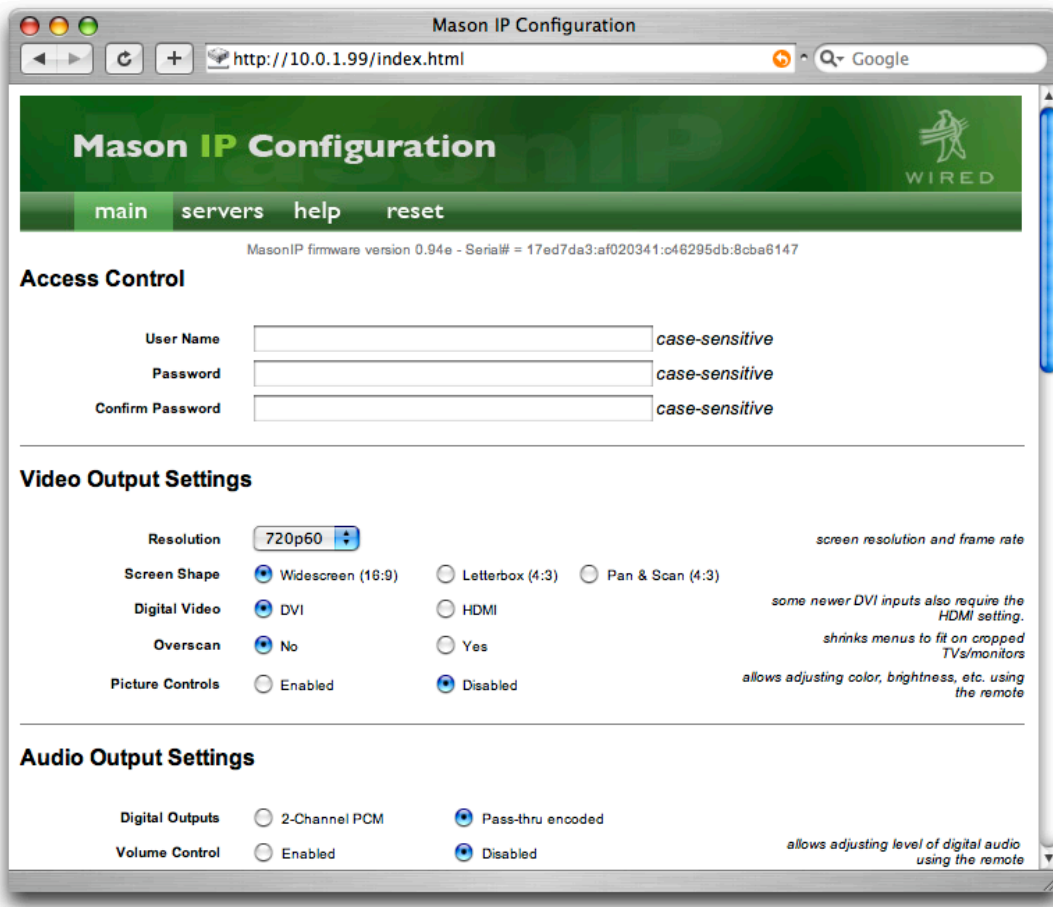 Mason IP Configuration
http://10.0.1.99/index.html
Google
MasonIP
Mason IP Configuration
WIRED
main servers help reset
MasonIP firmware version 0.94e - Serial# = 17ed7da3:af020341:c46295db:8cba6147
Access Control
User Name case-sensitive
Password case-sensitive
Confirm Password case-sensitive
Video Output Settings
Resolution 720p60 screen resolution and frame rate
Screen Shape Widescreen (16:9) Letterbox (4:3) Pan & Scan (4:3)
Digital Video DVI HDMI some newer DVI inputs also require the
HDMI setting.
Overscan No Yes shrinks menus to fit on cropped
TVs/monitors
Picture Controls Enabled Disabled allows adjusting color, brightness, etc. using
the remote
Audio Output Settings
Digital Outputs 2-Channel PCM Pass-thru encoded
Volume Control Enabled Disabled allows adjusting level of digital audio
using the remote